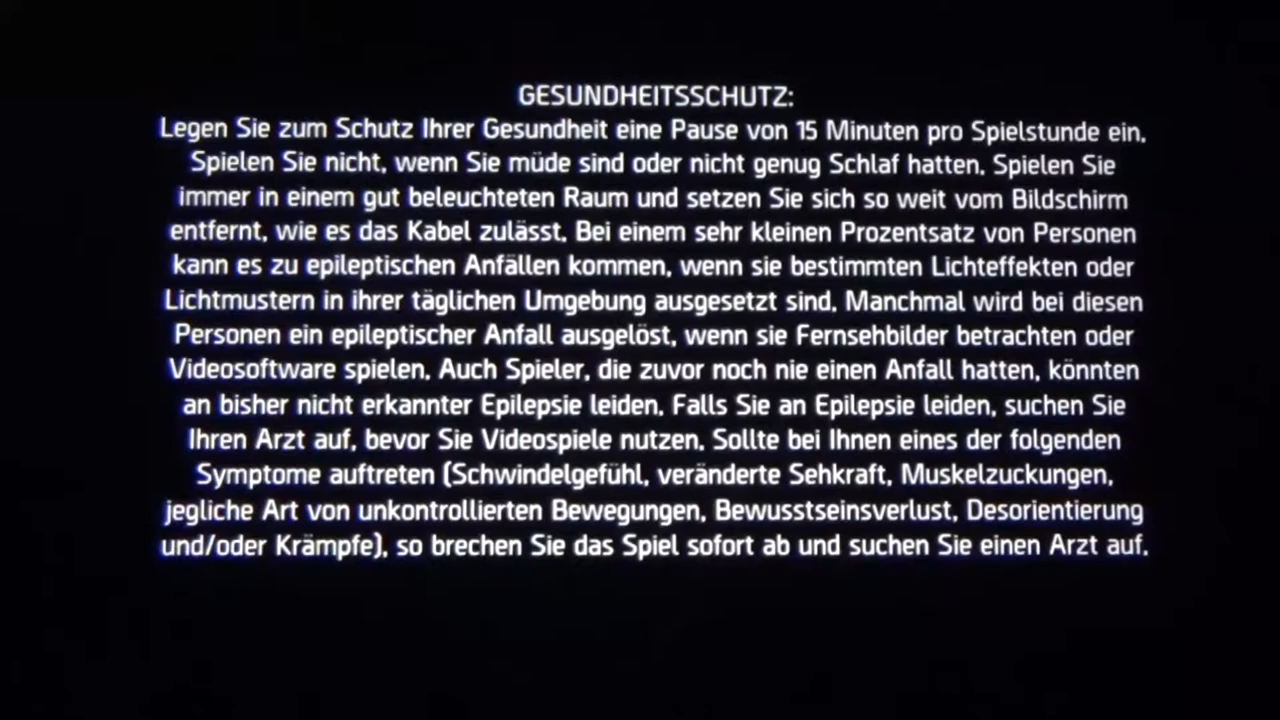 GESUNDHEITSSCHUTZ:
Legen Sie zum Schutz Ihrer Gesundheit eine Pause von 15 Minuten pro Spielstunde ein.
Spielen Sie nicht, wenn Sie müde sind oder nicht genug Schlaf hatten. Spielen Sie
immer in einem gut beleuchteten Raum und setzen Sie sich so weit vom Bildschirm
entfernt, wie es das Kabel zulässt. Bei einem sehr kleinen Prozentsatz von Personen
kann es zu epileptischen Anfällen kommen, wenn sie bestimmten Lichteffekten oder
Lichtmustern in ihrer täglichen Umgebung ausgesetzt sind. Manchmal wird bei diesen
Personen ein epileptischer Anfall ausgelöst, wenn sie Fernsehbilder betrachten oder
Videosoftware spielen. Auch Spieler, die zuvor noch nie einen Anfall hatten, könnten
an bisher nicht erkannter Epilepsie leiden. Falls Sie an Epilepsie leiden, suchen Sie
Ihren Arzt auf, bevor Sie Videospiele nutzen. Sollte bei Ihnen eines der folgenden
Symptome auftreten (Schwindelgefühl, veränderte Sehkraft, Muskelzuckungen,
jegliche Art von unkontrollierten Bewegungen, Bewusstseinsverlust, Desorientierung
und/oder Krämpfe), so brechen Sie das Spiel sofort ab und suchen Sie einen Arzt auf.